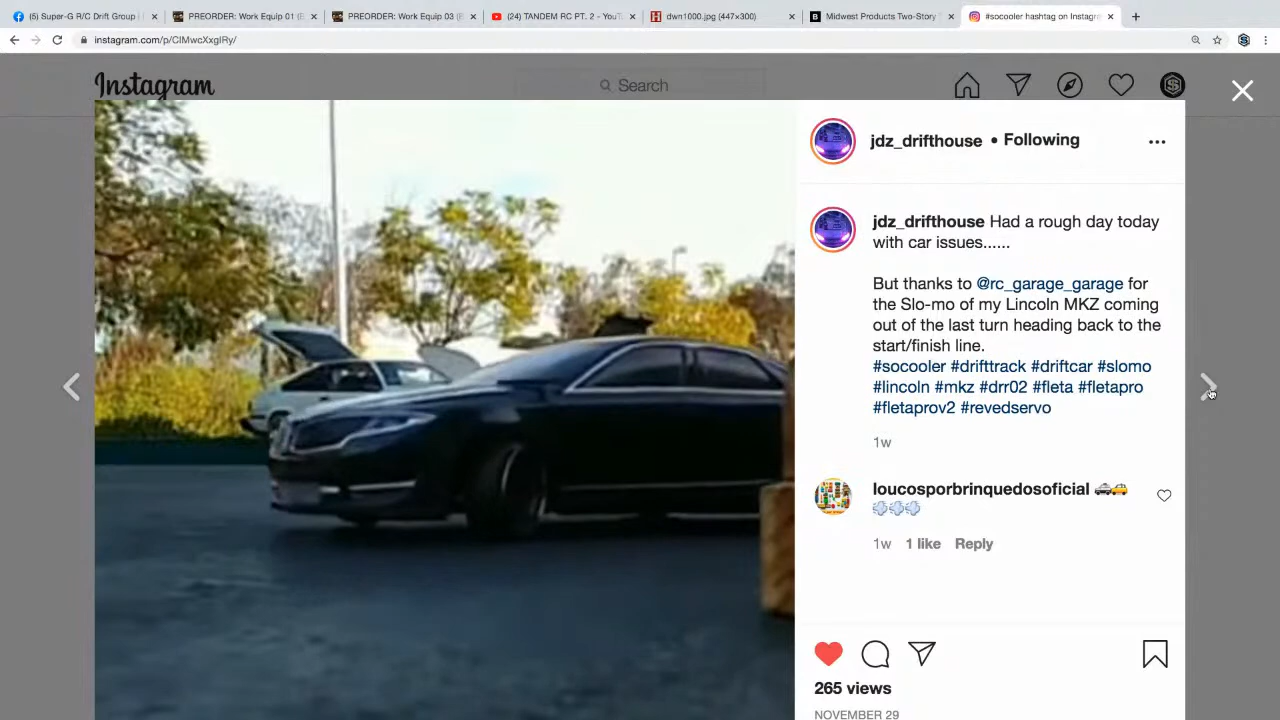 (5) Super-G R/C Drift Group |
PREORDER: Work Equip 01 (E
PREORDER: Work Equip 03 (E
(24) TANDEM RC PT. 2 - YouT
dwn1000.jpg (447×300)
Midwest Products Two-Story
#socooler hashtag on Instagra
instagram.com/p/CIMwcXxgIRy/
Instagram
Search
jdz_drifthouse • Following
jdz_drifthouse Had a rough day today
with car issues......
But thanks to @rc_garage_garage for
the Slo-mo of my Lincoln MKZ coming
out of the last turn heading back to the
start/finish line.
#socooler #drifttrack #driftcar #slomo
#lincoln #mkz #drr02 #fleta #fletapro
#fletaprov2 #revedservo
1w
loucosporbrinquedosoficial 🚕🚕
💨💨💨
1w 1 like Reply
265 views
NOVEMBER 29